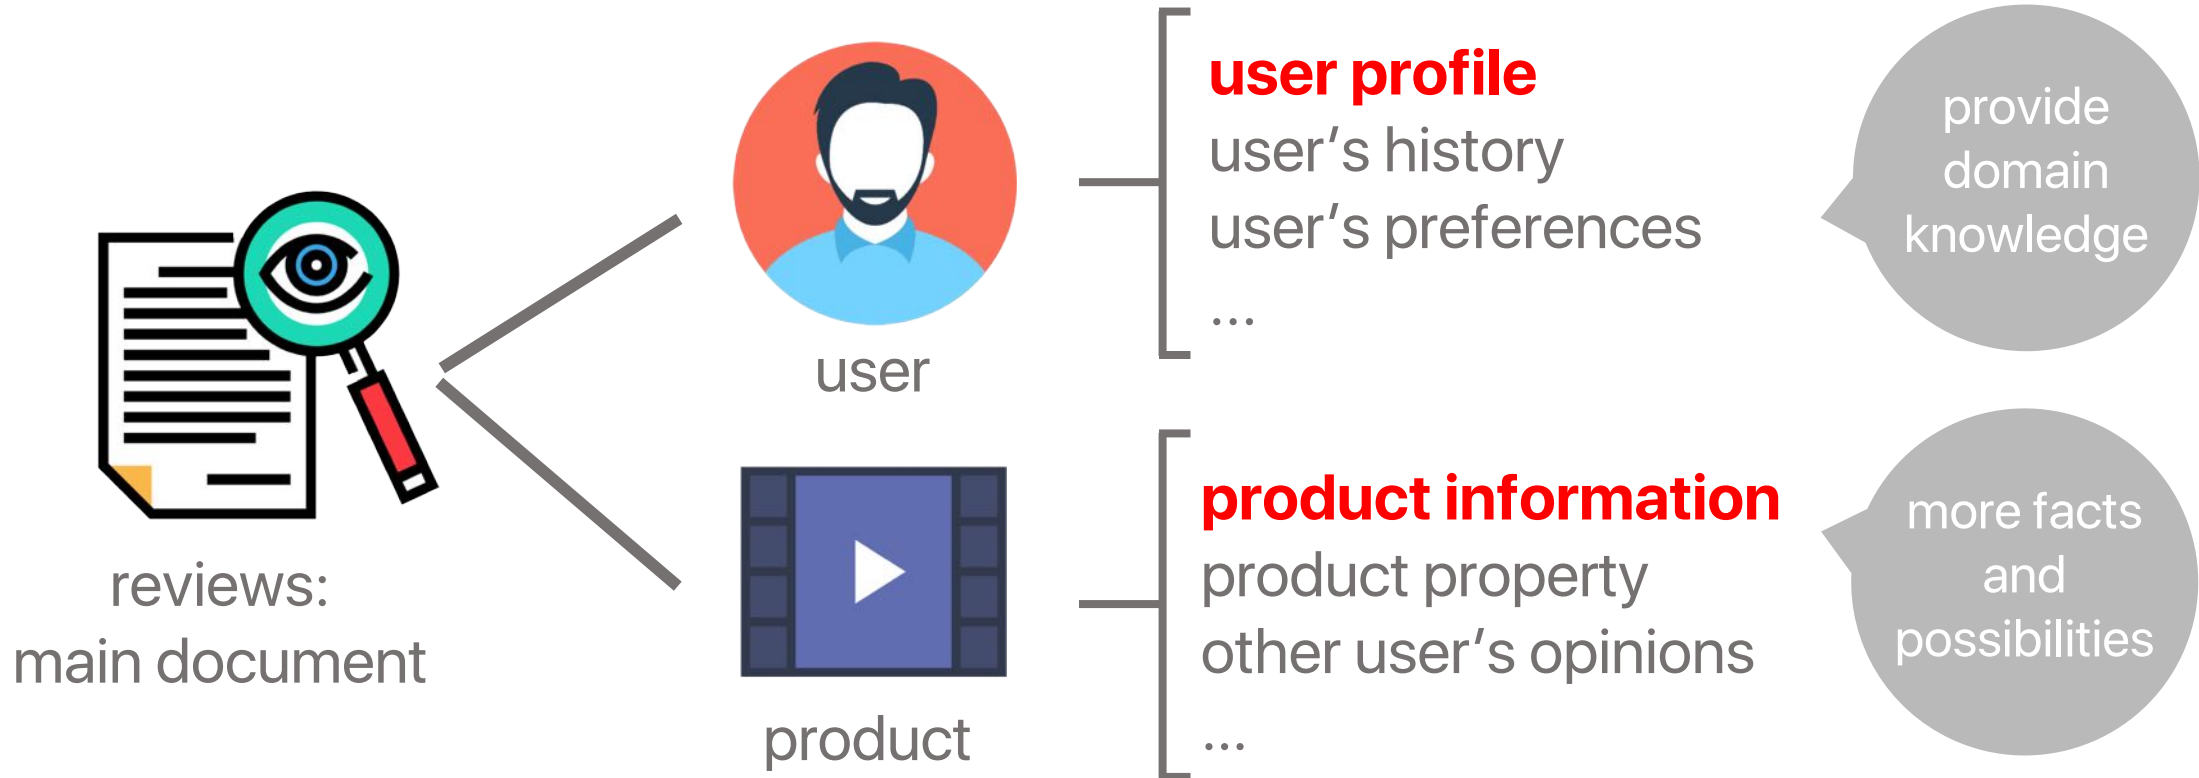 reviews:
main document
user
user profile
user's history
user's preferences
...
provide
domain
knowledge
product
product information
product property
other user's opinions
...
more facts
and
possibilities